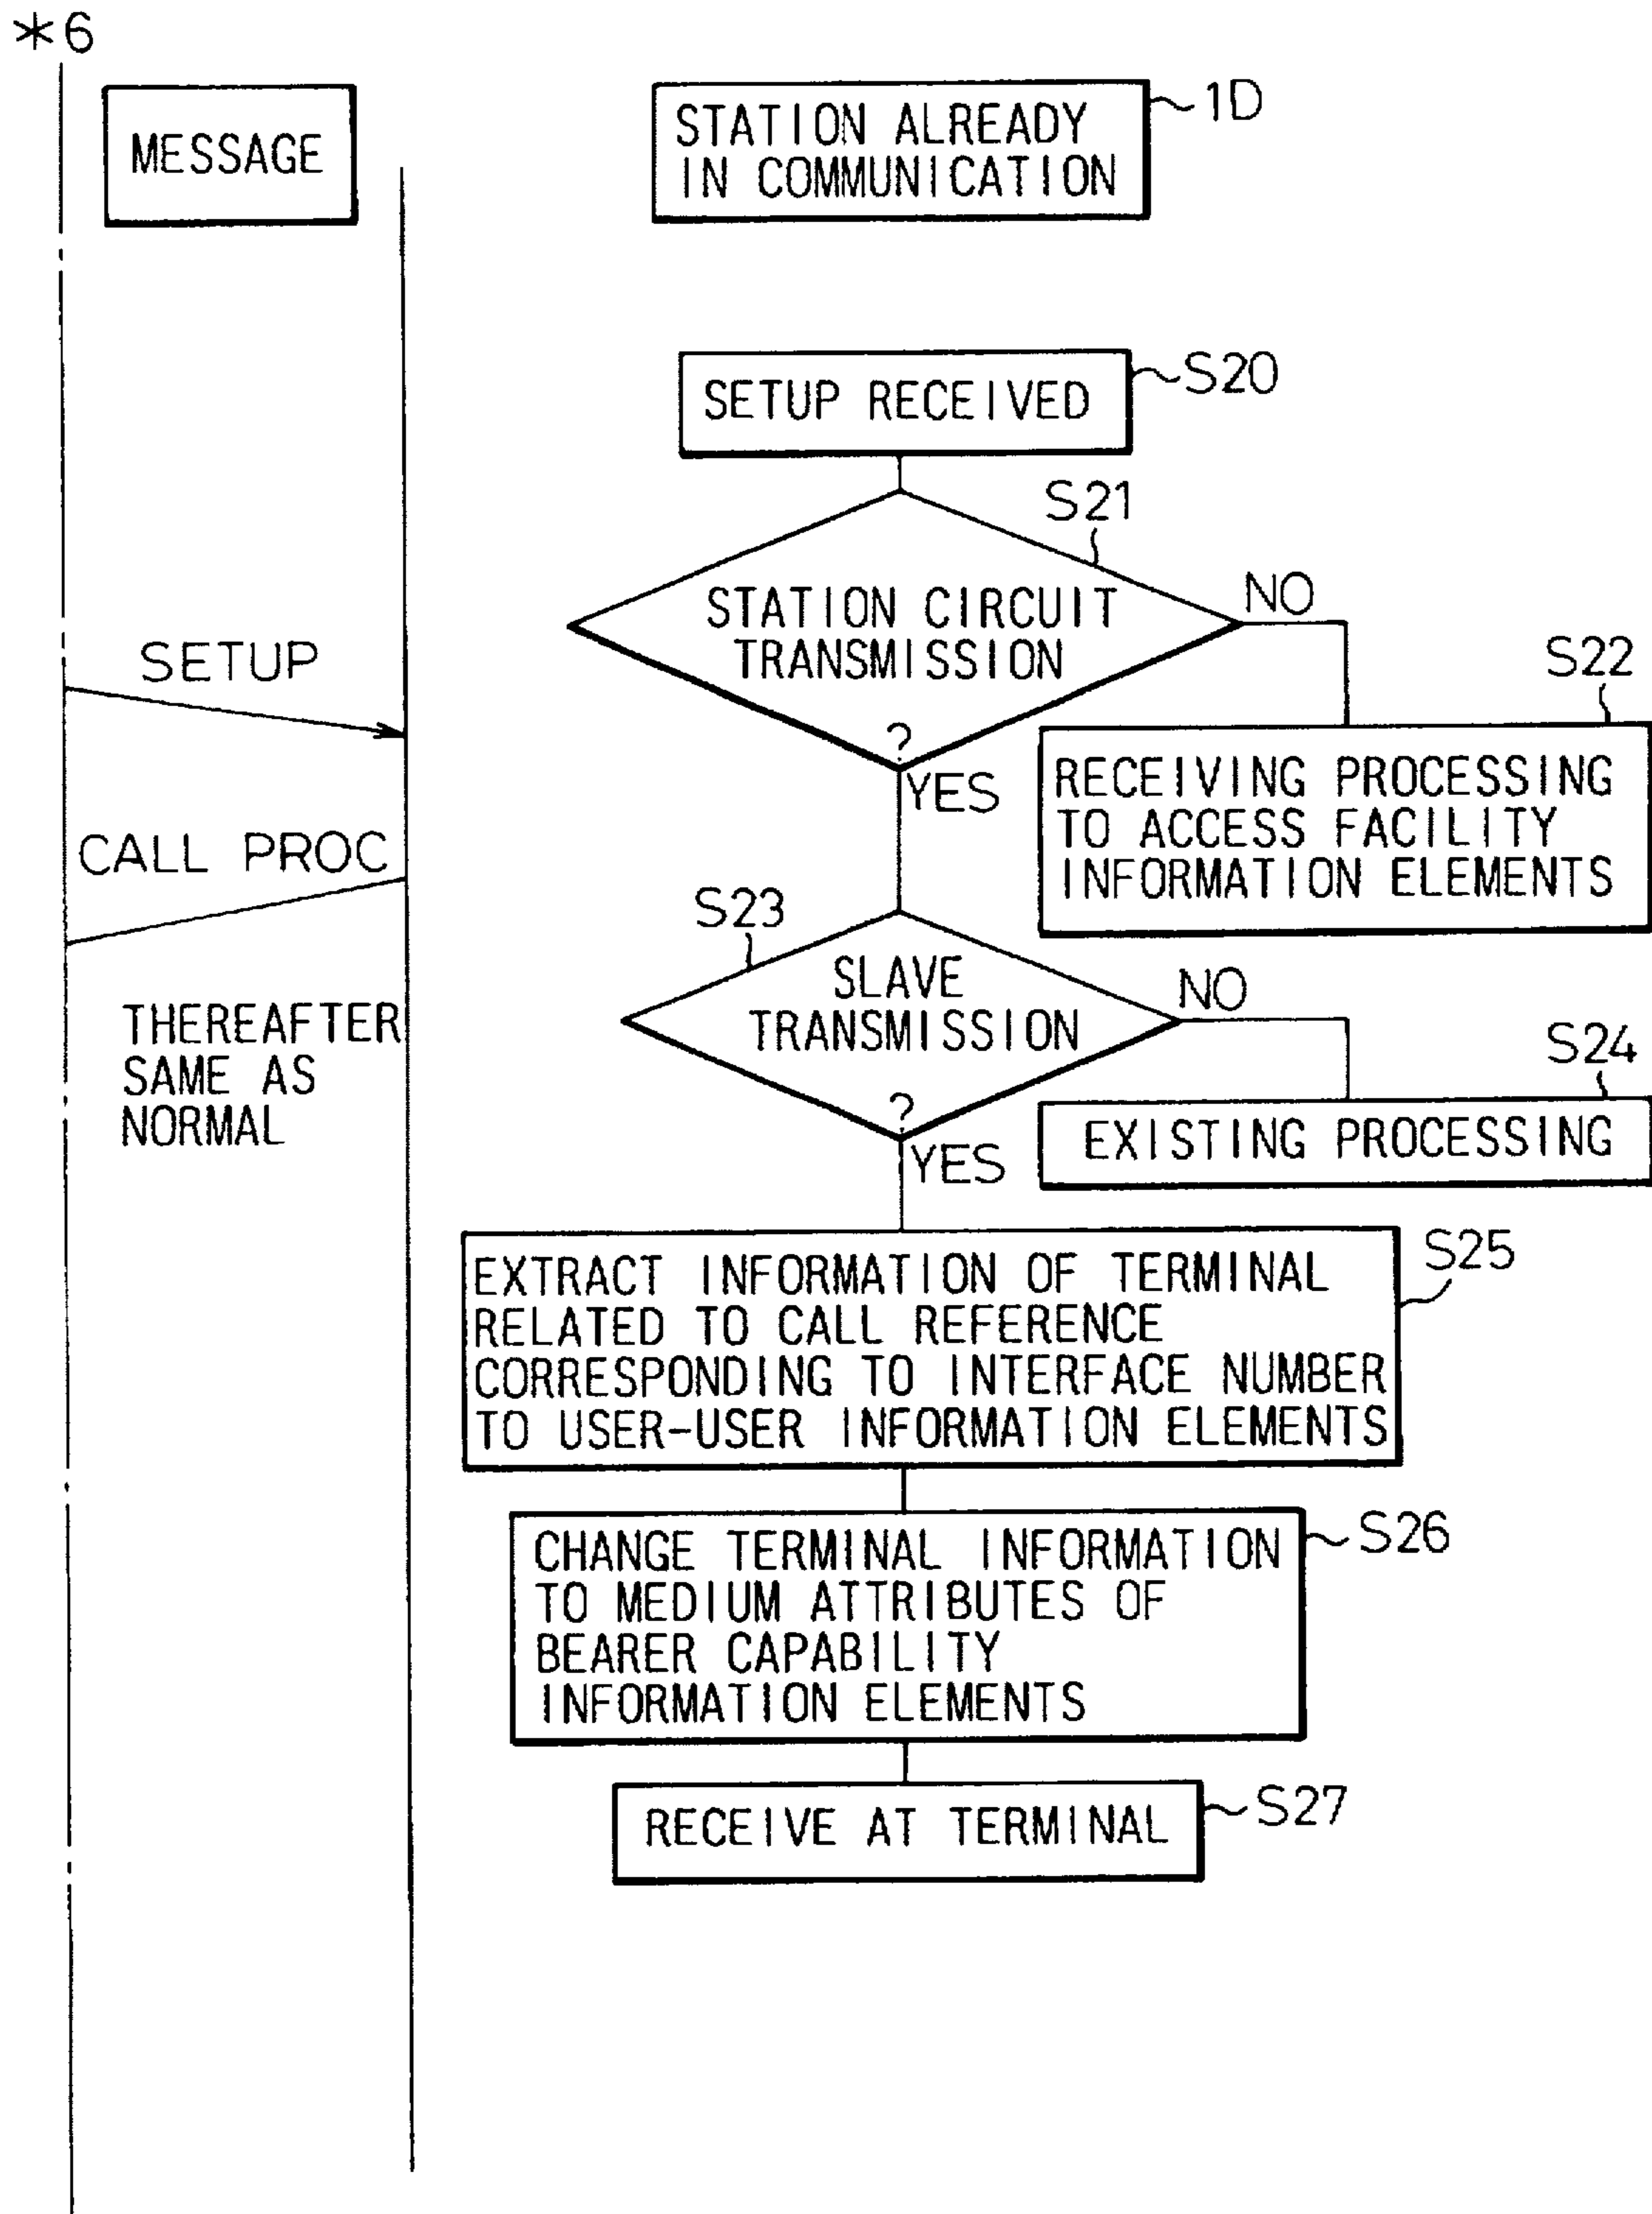 *6
MESSAGE
STATION ALREADY
IN COMMUNICATION
1D
SETUP RECEIVED
S20
S21
STATION CIRCUIT
TRANSMISSION
?
NO
YES
SETUP
S22
RECEIVING PROCESSING
TO ACCESS FACILITY
INFORMATION ELEMENTS
CALL PROC
S23
SLAVE
TRANSMISSION
?
NO
YES
THEREAFTER
SAME AS
NORMAL
S24
EXISTING PROCESSING
EXTRACT INFORMATION OF TERMINAL
RELATED TO CALL REFERENCE
CORRESPONDING TO INTERFACE NUMBER
TO USER-USER INFORMATION ELEMENTS
S25
CHANGE TERMINAL INFORMATION
TO MEDIUM ATTRIBUTES OF
BEARER CAPABILITY
INFORMATION ELEMENTS
S26
RECEIVE AT TERMINAL
S27